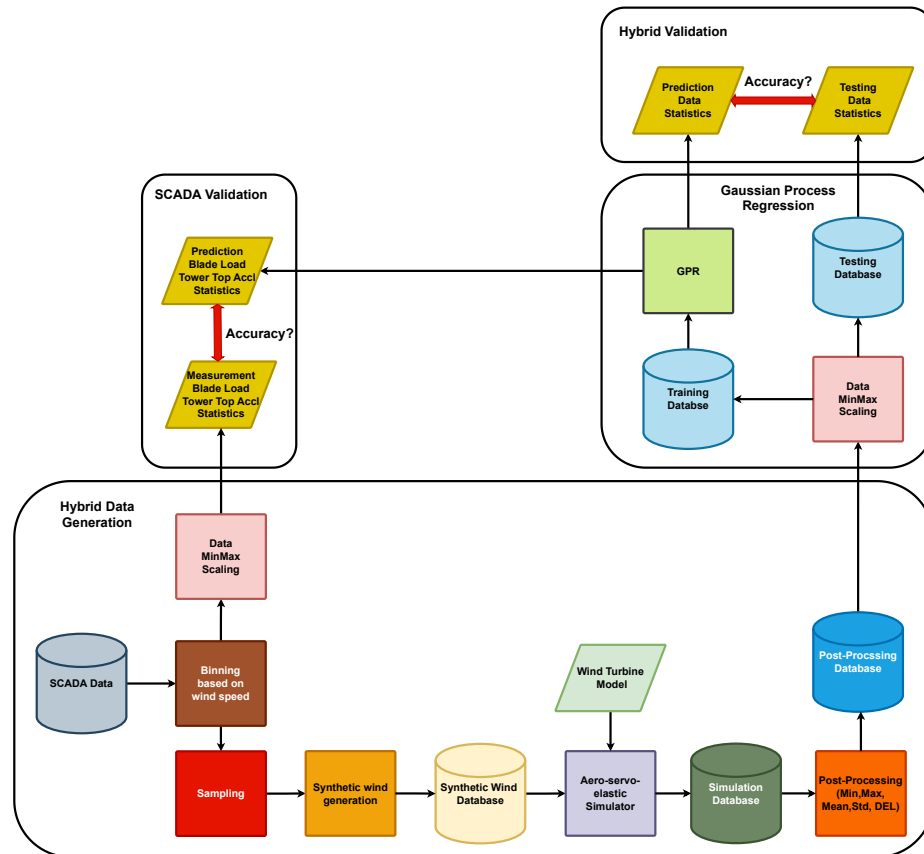 Hybrid Validation
Prediction
Data
Statistics
Accuracy?
Testing
Data
Statistics
SCADA Validation
Prediction
Blade Load
Tower Top Accl
Statistics
Accuracy?
Measurement
Blade Load
Tower Top Accl
Statistics
Gaussian Process
Regression
GPR
Testing
Database
Training
Databse
Data
MinMax
Scaling
Hybrid Data
Generation
Data
MinMax
Scaling
SCADA Data
Binning
based on
wind speed
Wind Turbine
Model
Post-Procssing
Database
Sampling
Synthetic wind
generation
Synthetic Wind
Database
Aero-servo-
elastic
Simulator
Simulation
Database
Post-Processing
(Min,Max,
Mean,Std, DEL)